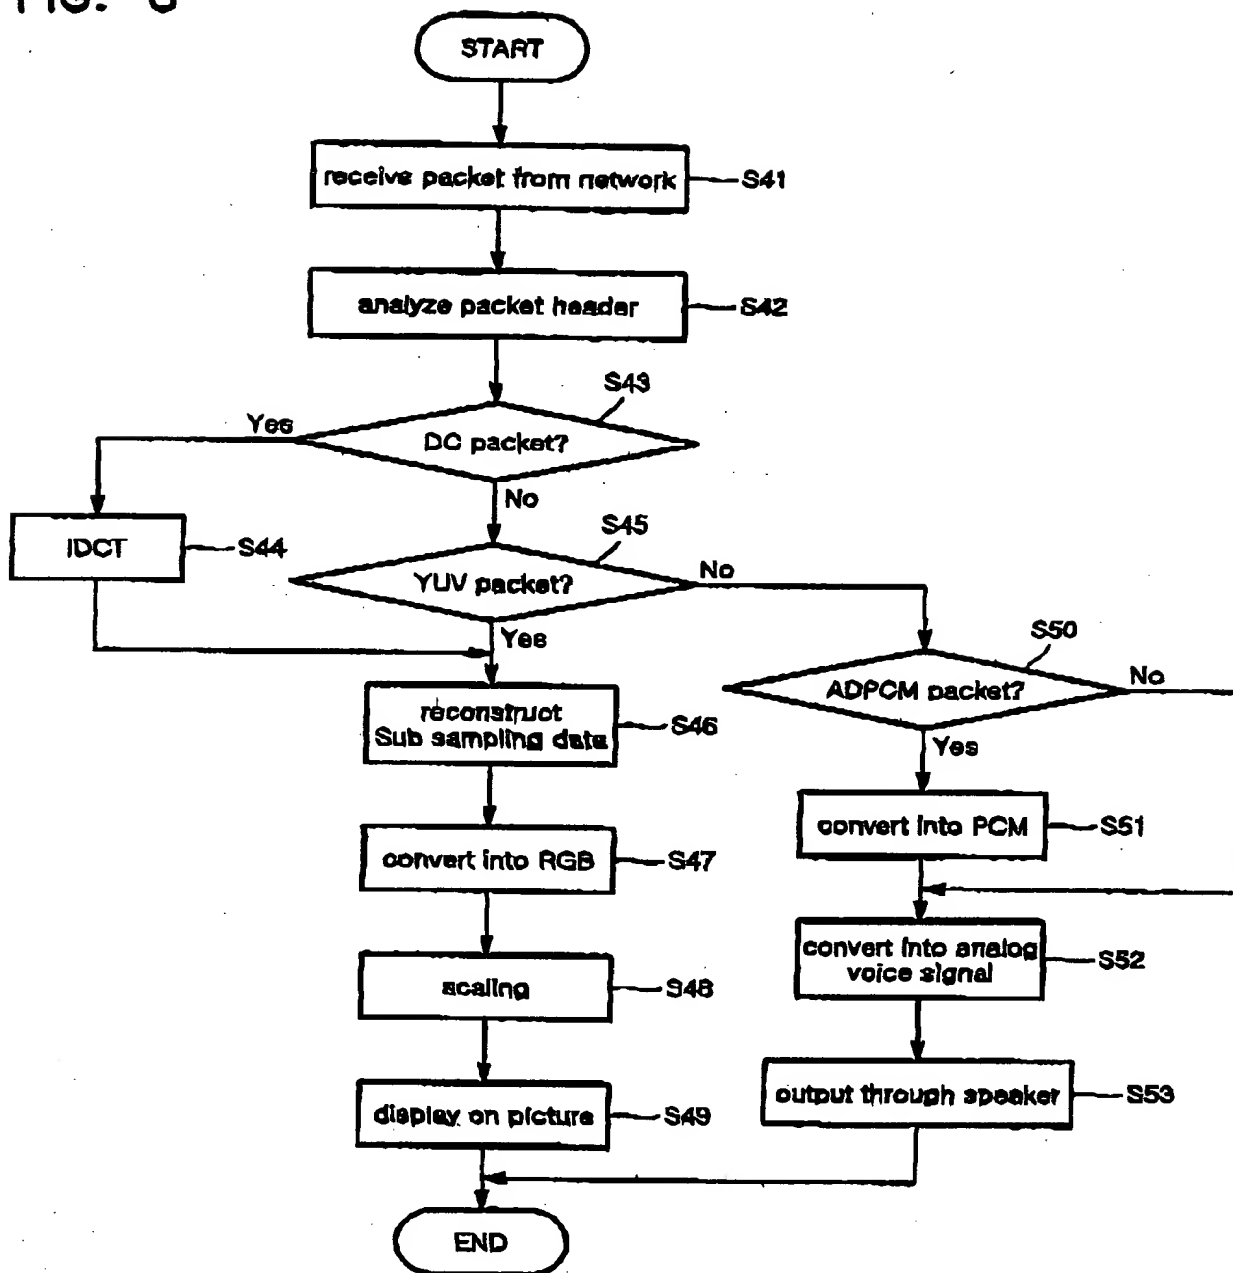 START
receive packet from network
S41
analyze packet header
S42
S43
DC packet?
Yes
No
IDCT
S44
S45
YUV packet?
No
Yes
S50
ADPCM packet?
No
Yes
reconstruct
Sub sampling data
S46
convert into PCM
S51
convert into RGB
S47
convert into analog
voice signal
S52
scaling
S48
output through speaker
S53
display on picture
S49
END